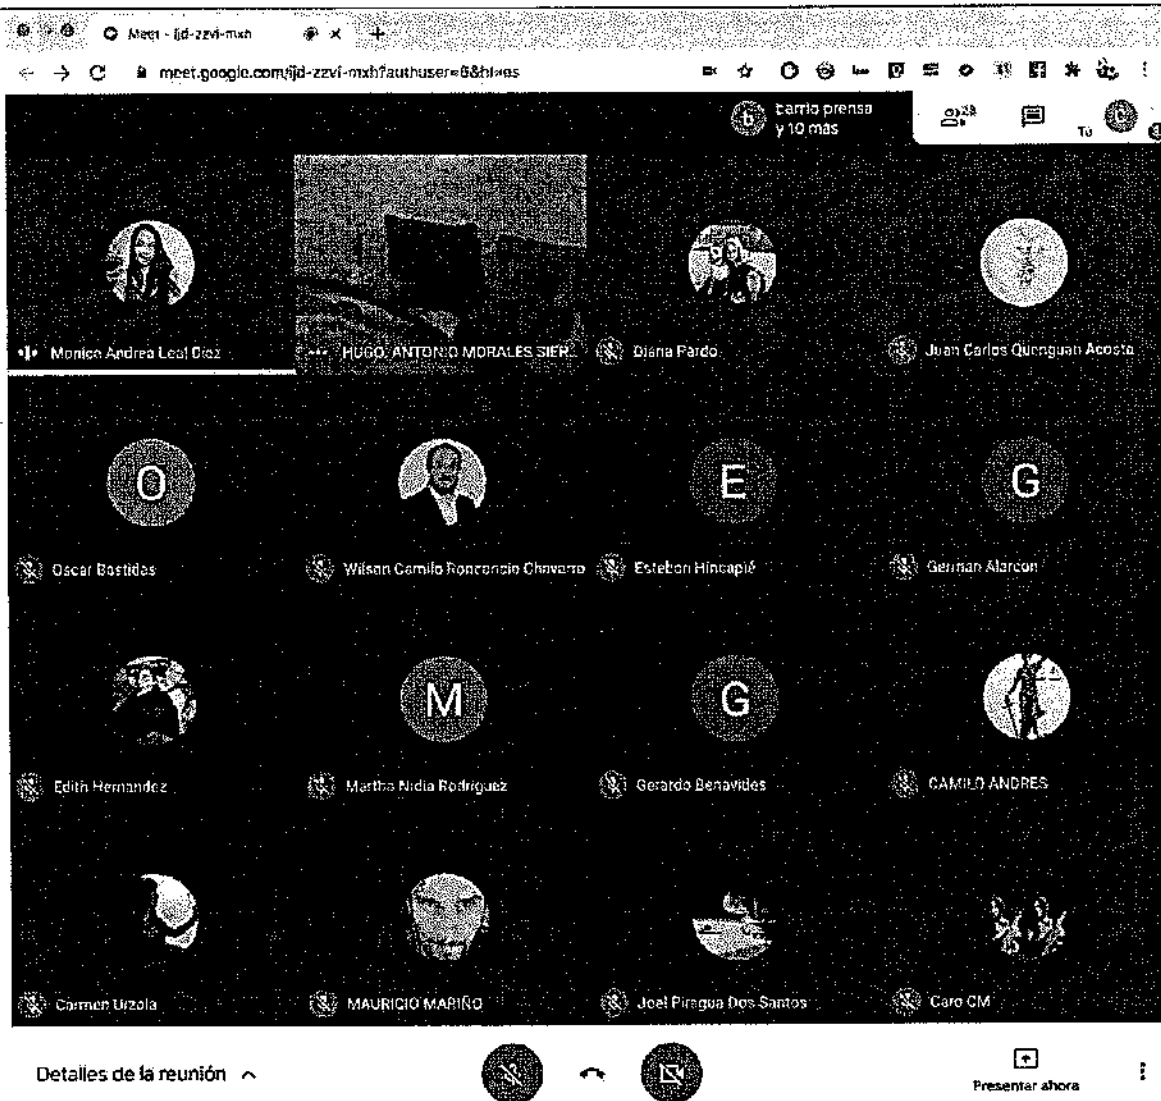 Meet - ijd-zzvi-mxh
meet.google.com/ijd-zzvi-mxh?authuser=6&hl=es
barrio prensa
y 10 más
Tú
Monica Andrea Leal Diaz
HUGO ANTONIO MORALES SIER...
Diana Pardo
Juan Carlos Quenguan Acosta
O
E
G
Oscar Bastidas
Wilson Camilo Roncancio Chavarro
Esteban Hincapié
German Alarcon
M
G
Edith Hernandez
Martha Nidia Rodriguez
Gerardo Benavides
CAMILO ANDRES
Carmen Urzola
MAURICIO MARIÑO
Joel Piragua Dos Santos
Caro CM
Detalles de la reunión
Presentar ahora